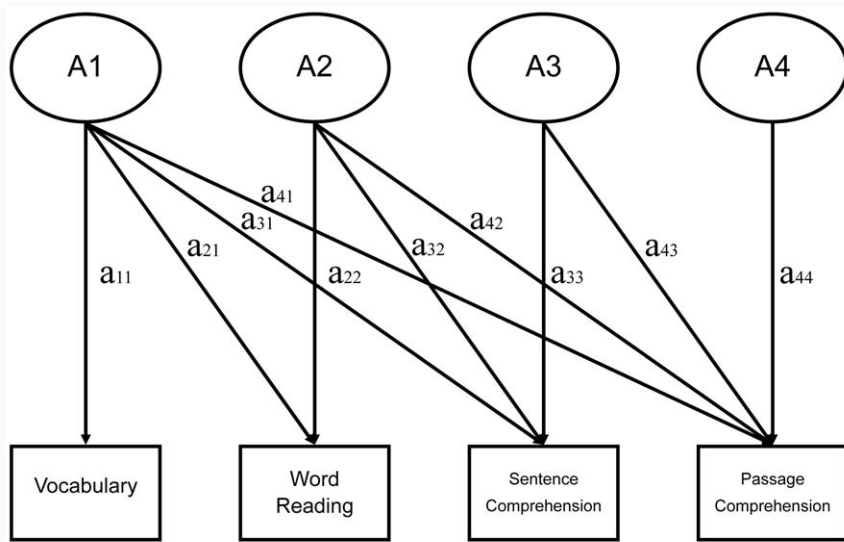 A1
A2
A3
A4
a41
a31
a42
a21
a32
a43
a11
a22
a33
a44
Vocabulary
Word
Reading
Sentence
Comprehension
Passage
Comprehension